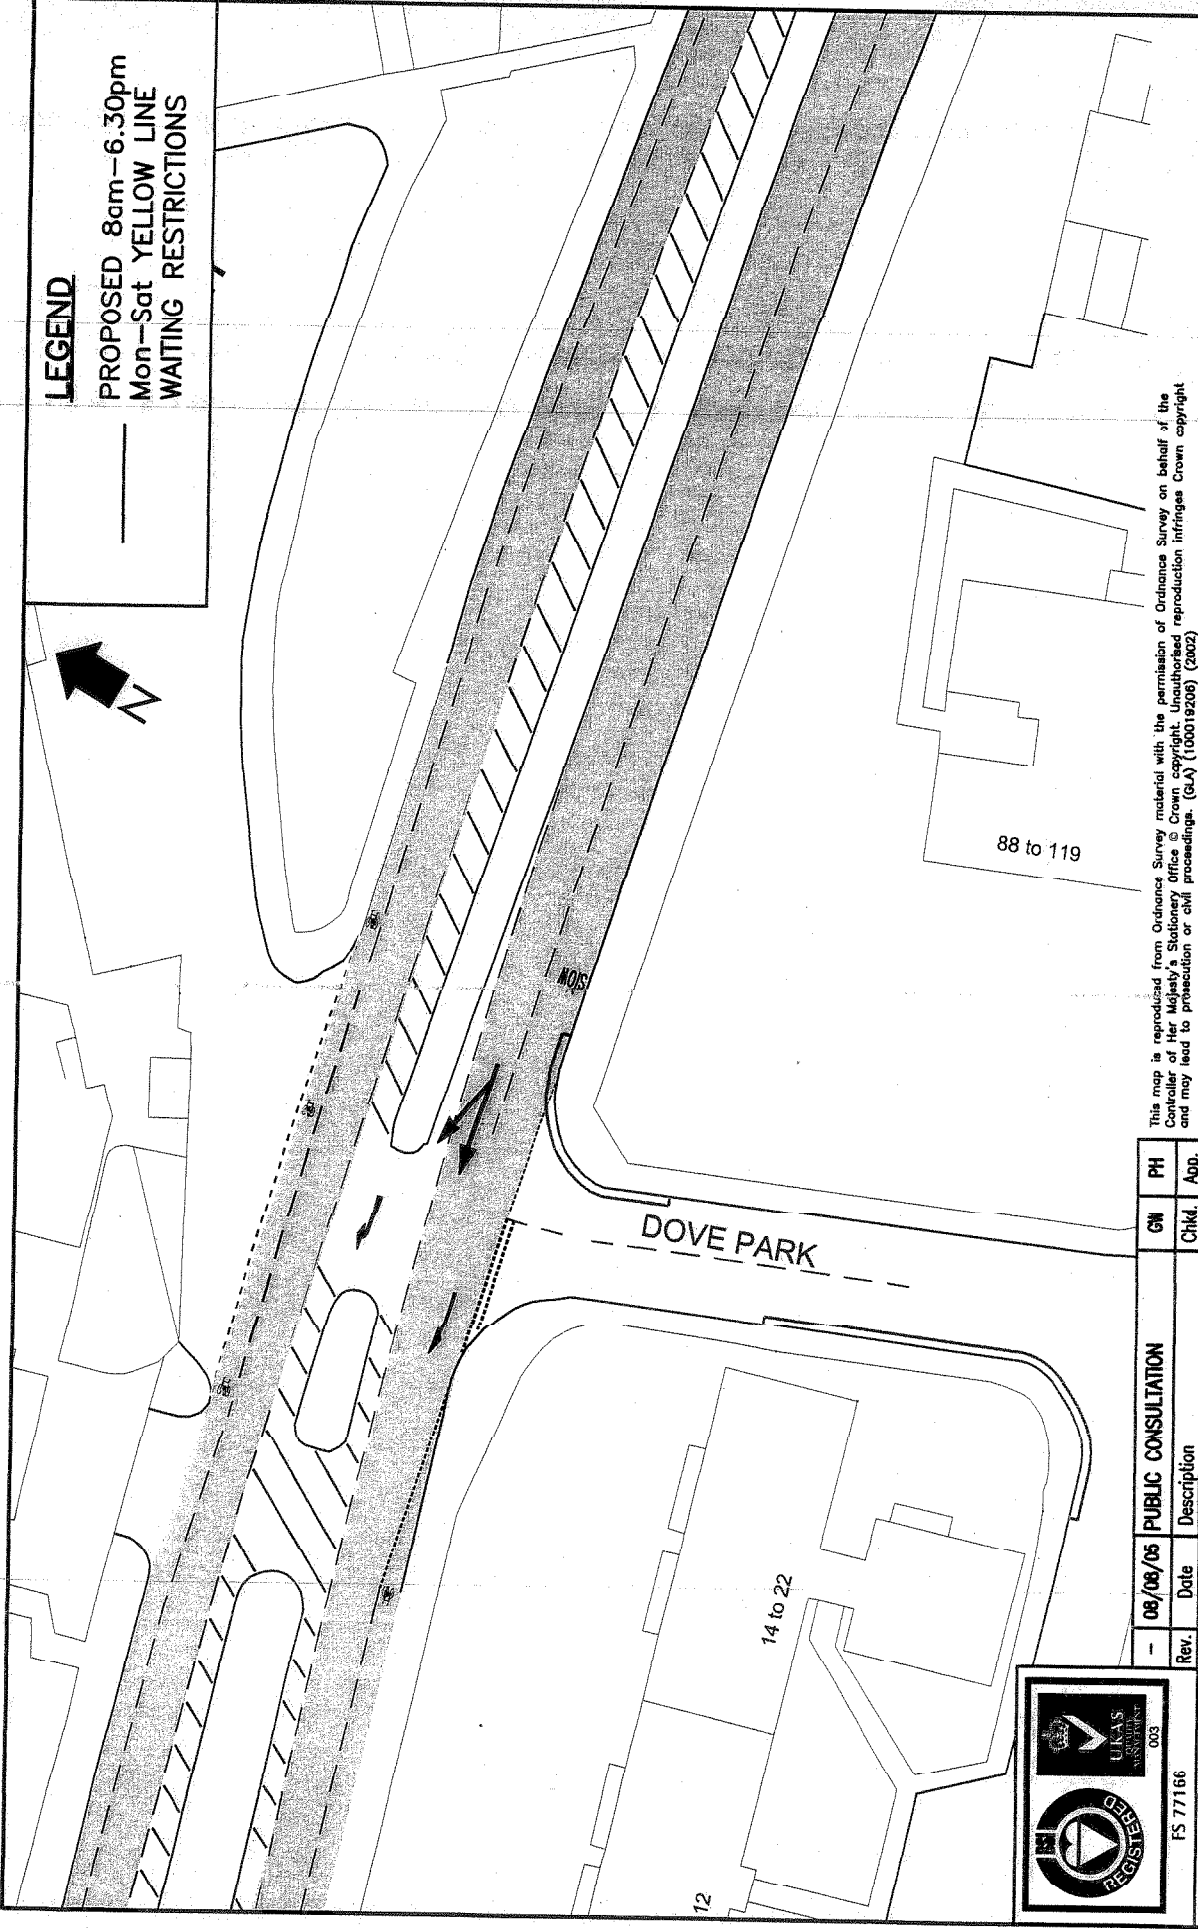 LEGEND
PROPOSED 8am-6.30pm
Mon-Sat YELLOW LINE
WAITING RESTRICTIONS
N
SLOW
DOVE PARK
88 to 119
14 to 22
12
This map is reproduced from Ordnance Survey material with the permission of Ordnance Survey on behalf of the
Controller of Her Majesty's Stationery Office © Crown copyright. Unauthorised reproduction infringes Crown copyright
and may lead to prosecution or civil proceedings. (GLA) (100019206) (2002)
- 08/08/05 PUBLIC CONSULTATION GW PH
Rev. Date Description Chkd. App.
BSI
REGISTERED
UKAS
QUALITY
MANAGEMENT
003
FS 77166